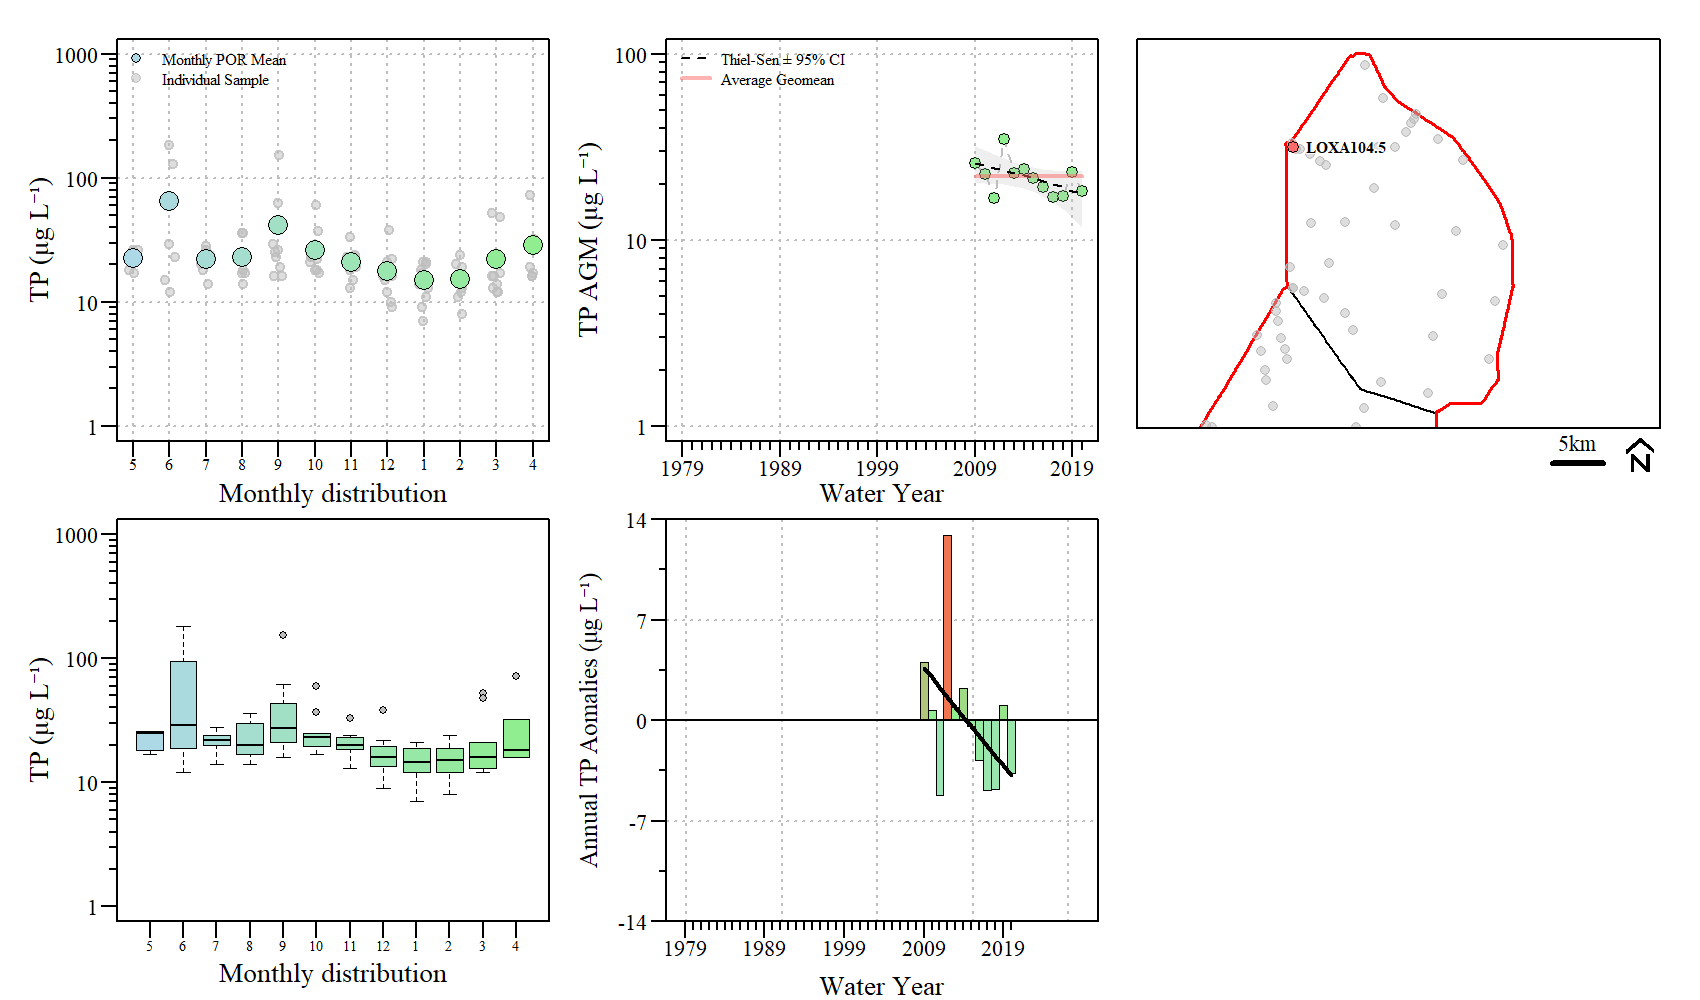 1000
100
10
1
TP (µg L⁻¹)
Monthly POR Mean
Individual Sample
5 6 7 8 9 10 11 12 1 2 3 4
Monthly distribution
100
10
1
TP AGM (µg L⁻¹)
Thiel-Sen ± 95% CI
Average Geomean
1979 1989 1999 2009 2019
Water Year
LOXA104.5
5km
N
1000
100
10
1
TP (µg L⁻¹)
5 6 7 8 9 10 11 12 1 2 3 4
Monthly distribution
14
7
0
-7
-14
Annual TP Aomalies (µg L⁻¹)
1979 1989 1999 2009 2019
Water Year